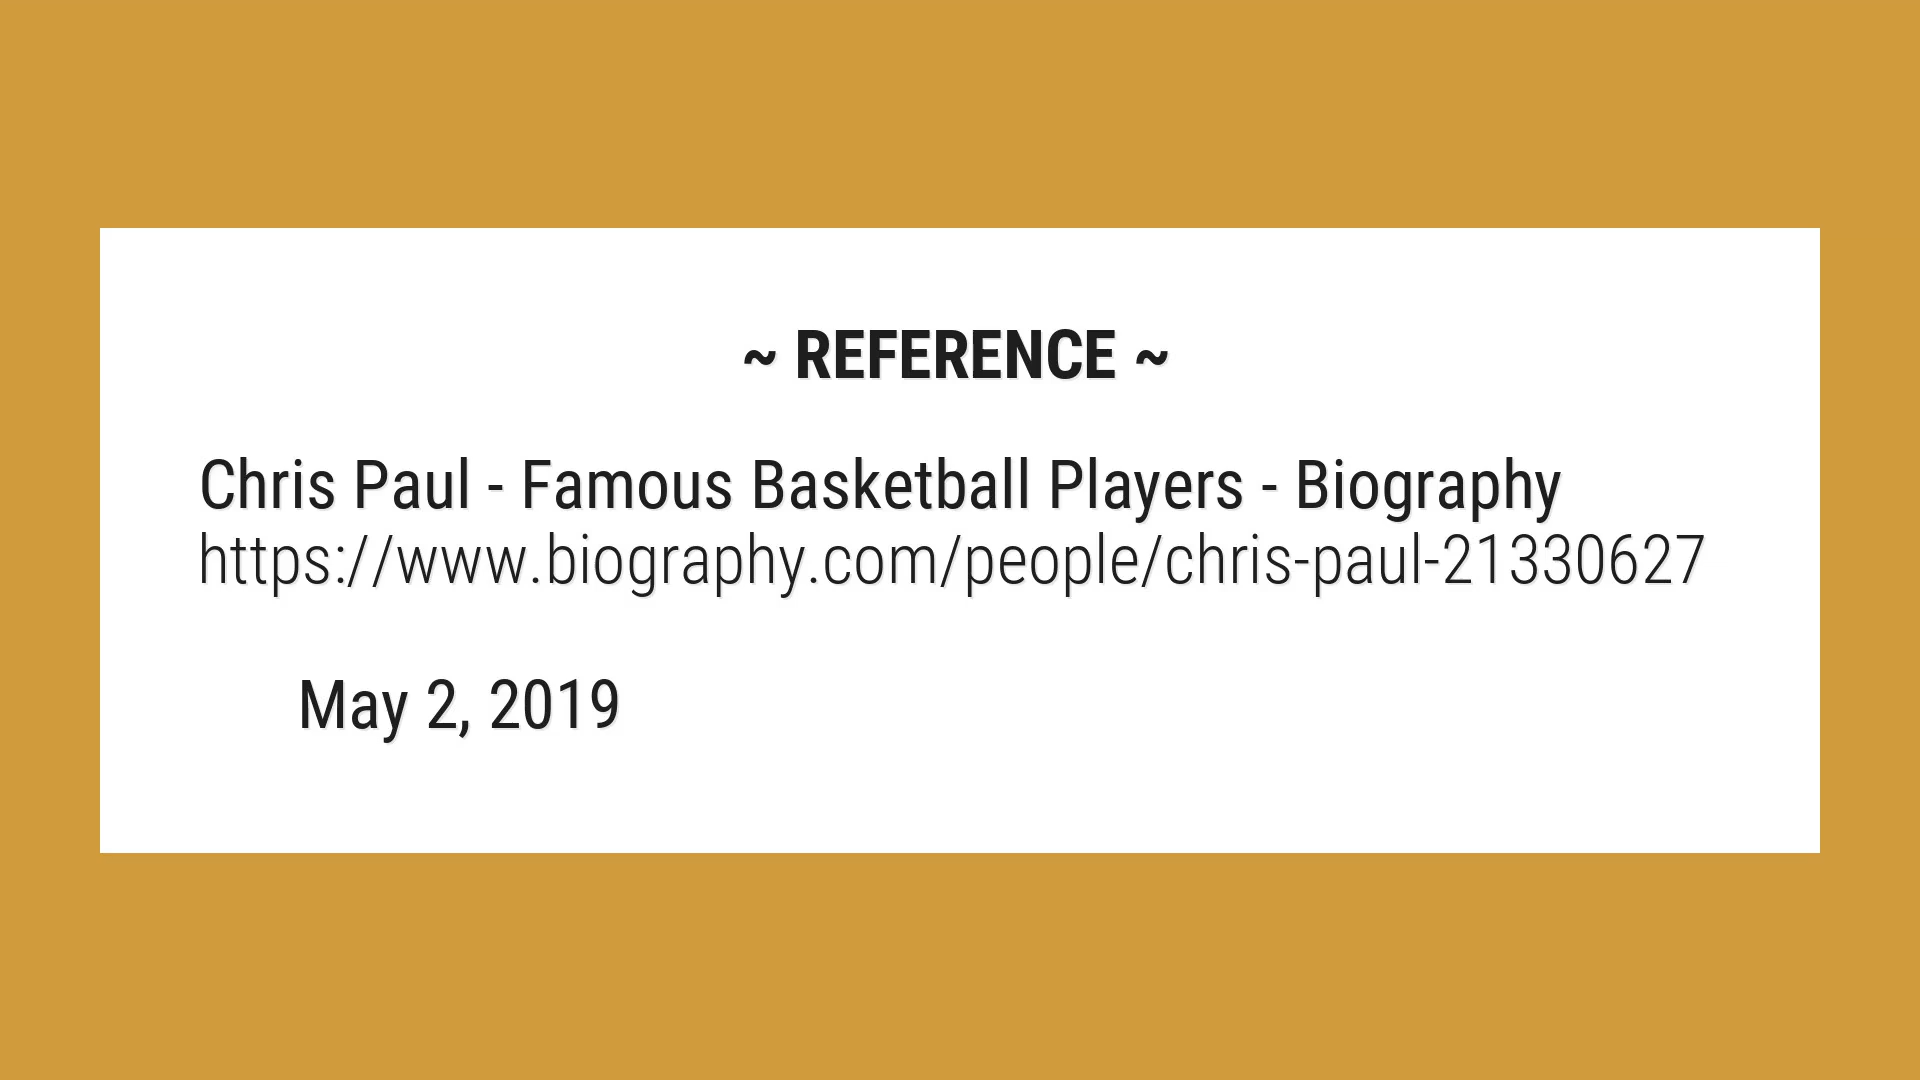 ~ REFERENCE ~
Chris Paul - Famous Basketball Players - Biography
https://www.biography.com/people/chris-paul-21330627
May 2, 2019